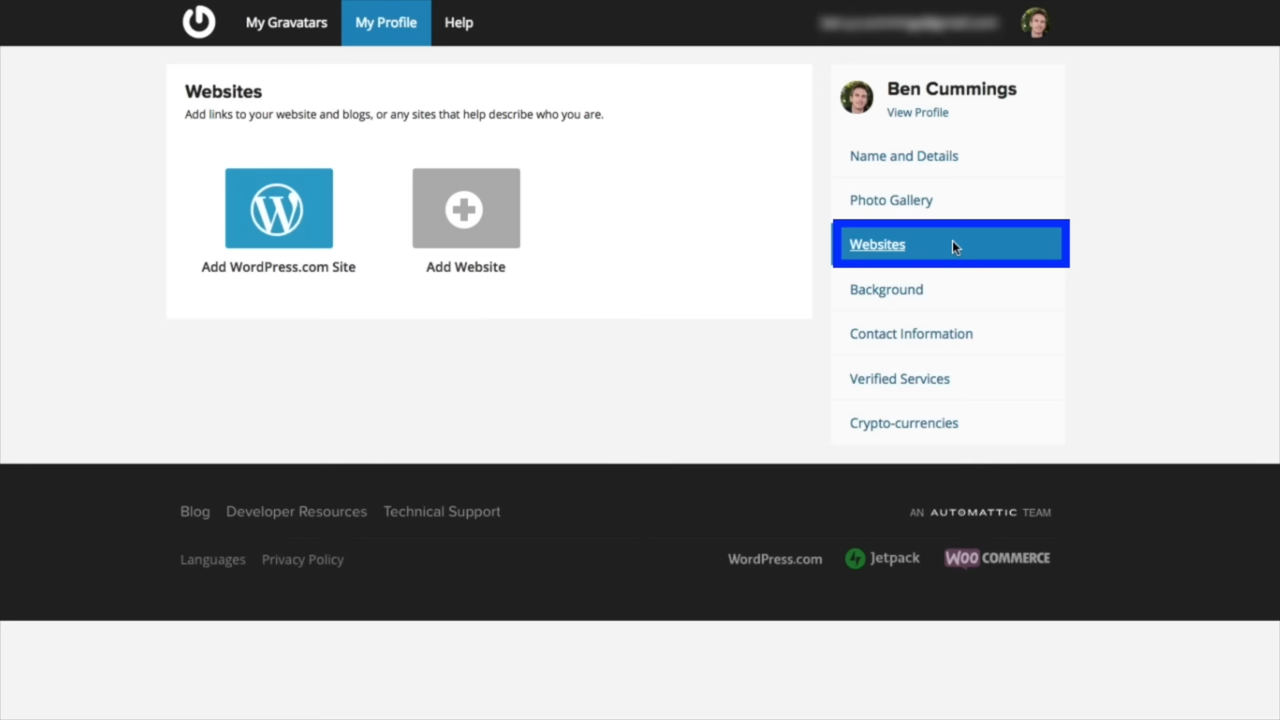 My Gravatars
My Profile
Help
Websites
Add links to your website and blogs, or any sites that help describe who you are.
Add WordPress.com Site
Add Website
Ben Cummings
View Profile
Name and Details
Photo Gallery
Websites
Background
Contact Information
Verified Services
Crypto-currencies
Blog
Developer Resources
Technical Support
AN AUTOMATTIC TEAM
Languages
Privacy Policy
WordPress.com
Jetpack
WOO COMMERCE